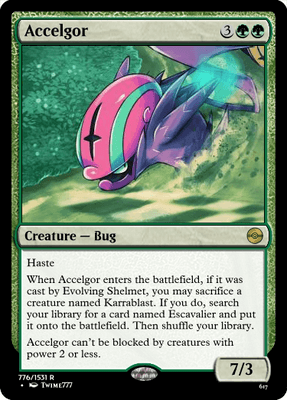 Accelgor 3
Creature — Bug
Haste
When Accelgor enters the battlefield, if it was
cast by Evolving Shelmet, you may sacrifice a
creature named Karrablast. If you do, search
your library for a card named Escavalier and put
it onto the battlefield. Then shuffle your library.
Accelgor can't be blocked by creatures with
power 2 or less.
7/3
776/1531 R
• Twime777